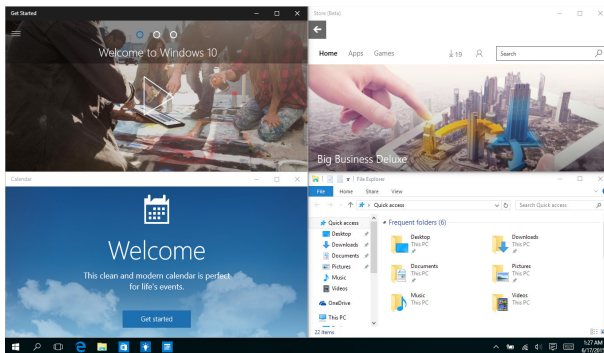 Get Started
Welcome to Windows 10
Store (Beta)
Home Apps Games 19 Search
Big Business Deluxe
Calendar
Welcome
This clean and modern calendar is perfect
for life's events.
Get started
File Explorer
File Home Share View
Quick access Search Quick access
Quick access
Desktop
Downloads
Documents
Pictures
Music
Videos
OneDrive
This PC
Frequent folders (6)
Desktop
This PC
Downloads
This PC
Documents
This PC
Pictures
This PC
Music
This PC
Videos
This PC
22 items
1:27 AM